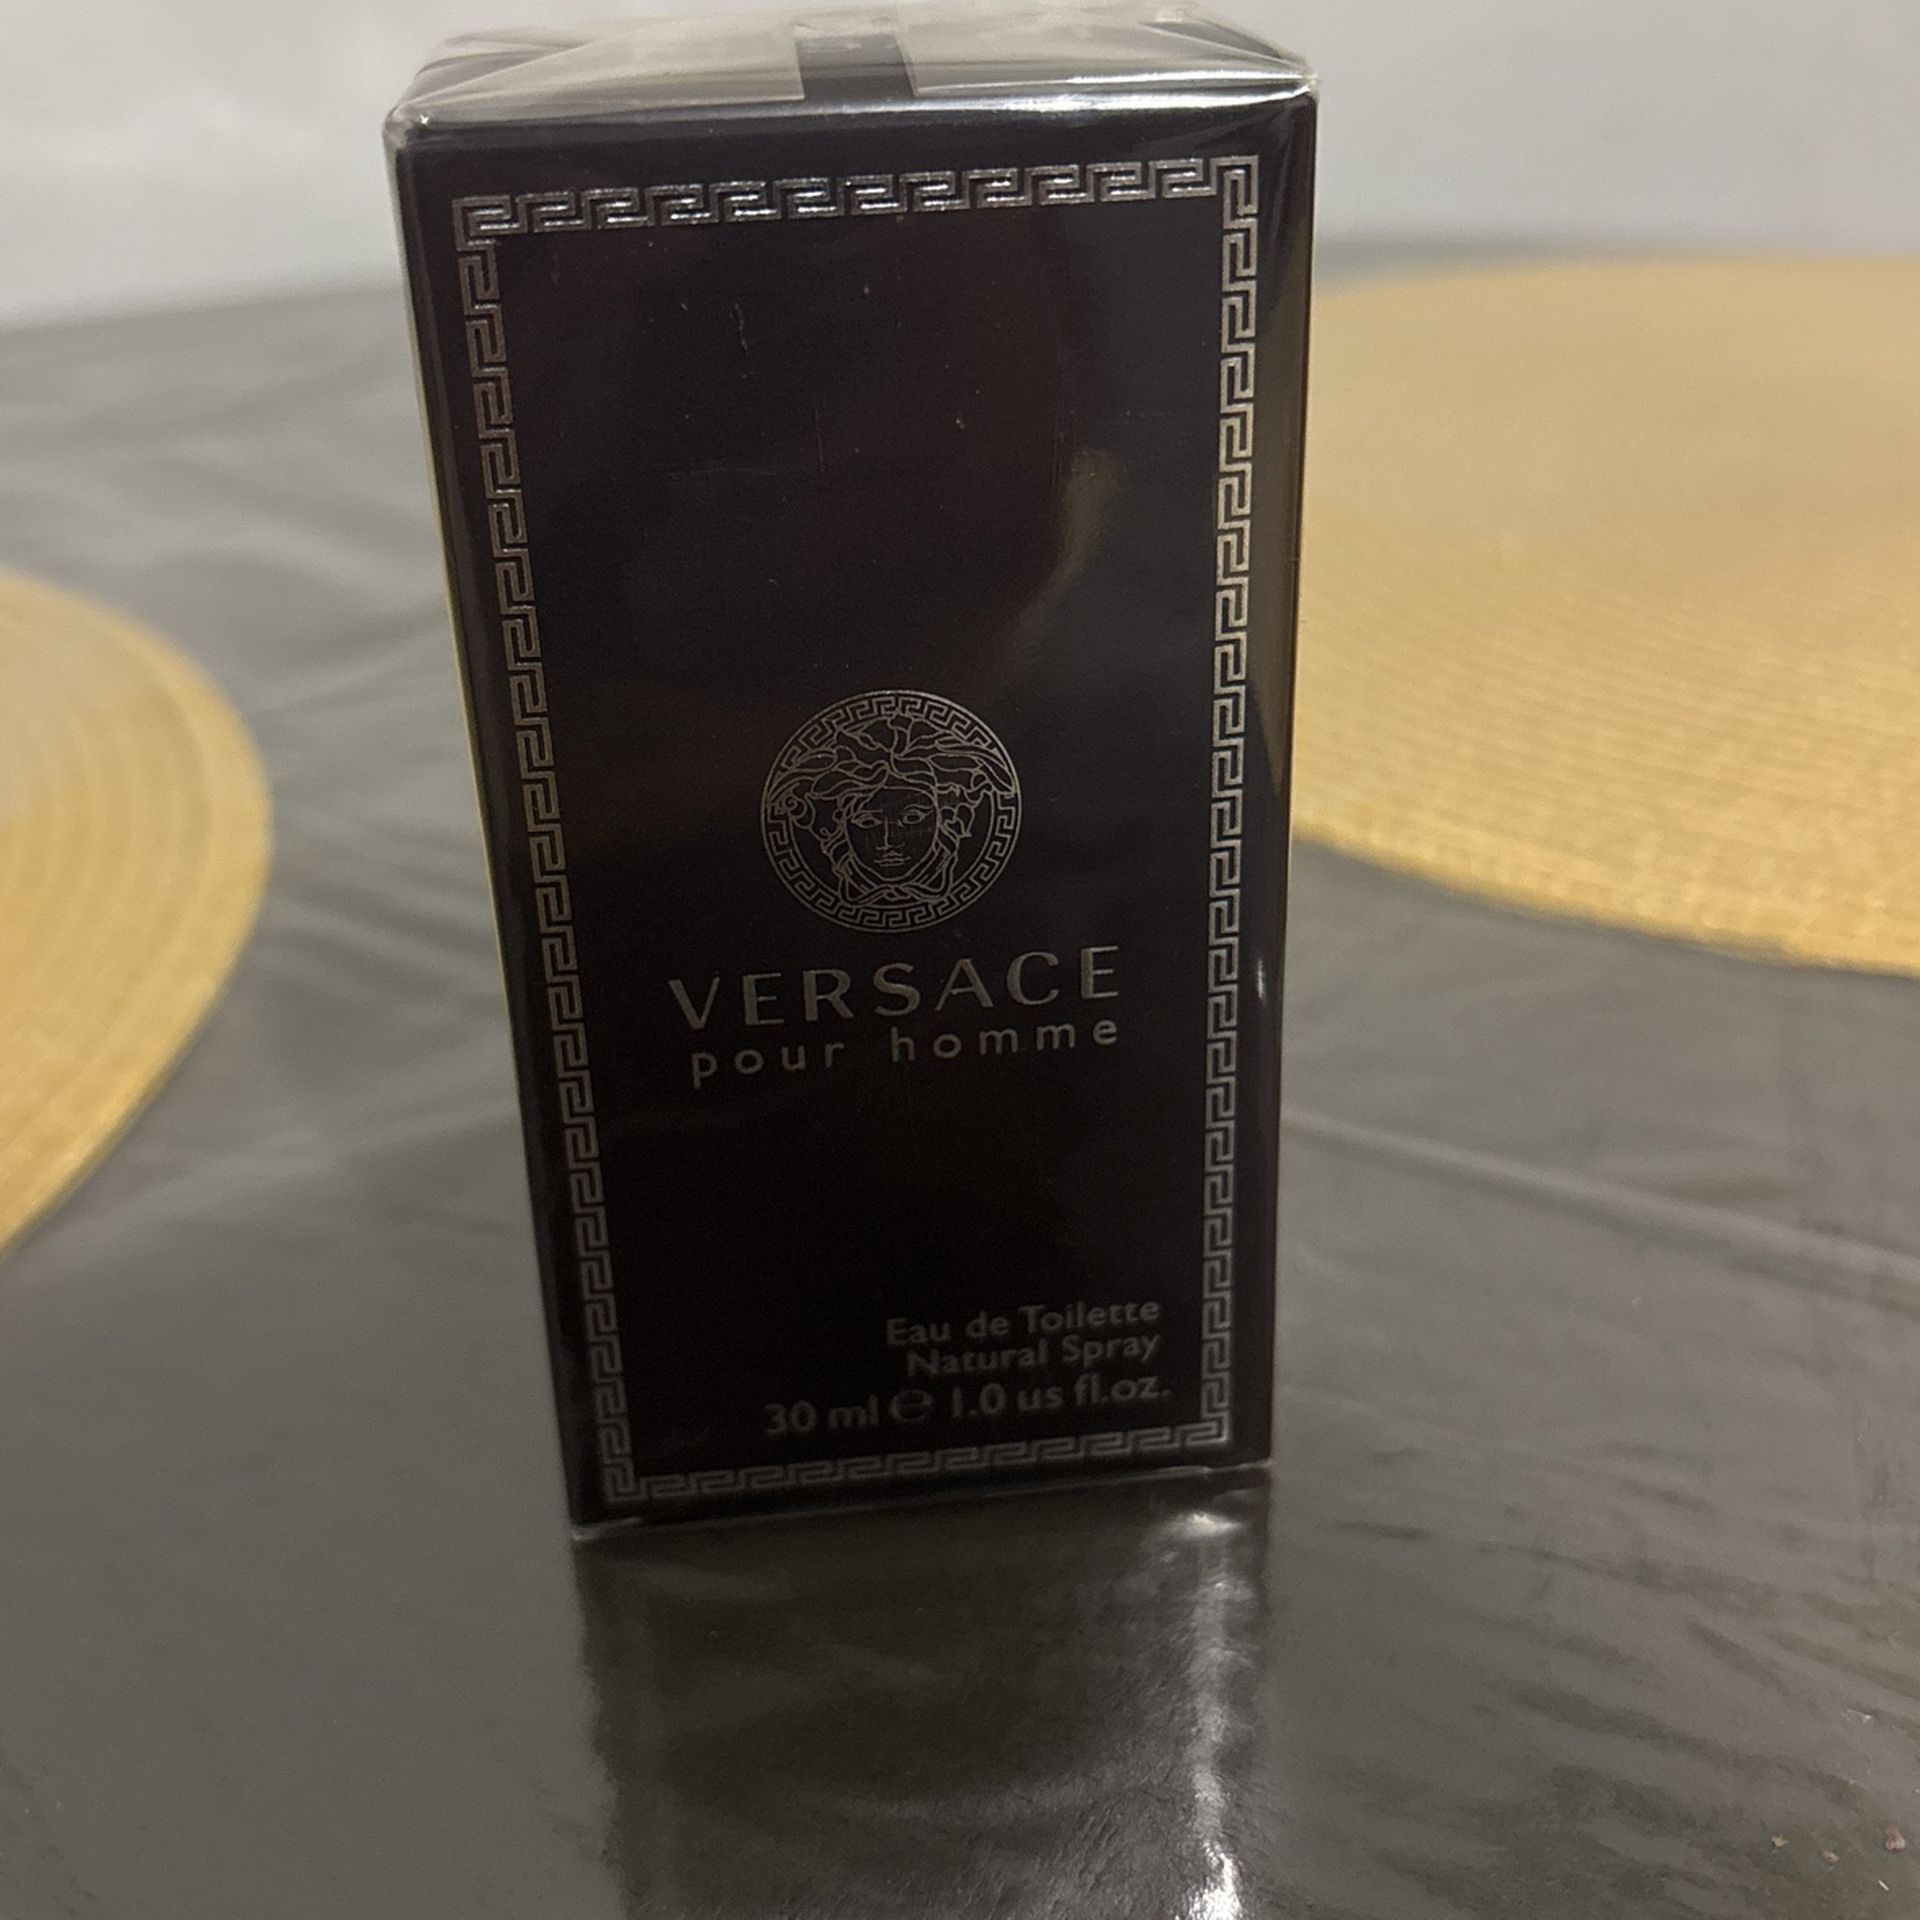 VERSACE
pour homme
Eau de Toilette
Natural Spray
30 ml ℮ 1.0 us fl.oz.